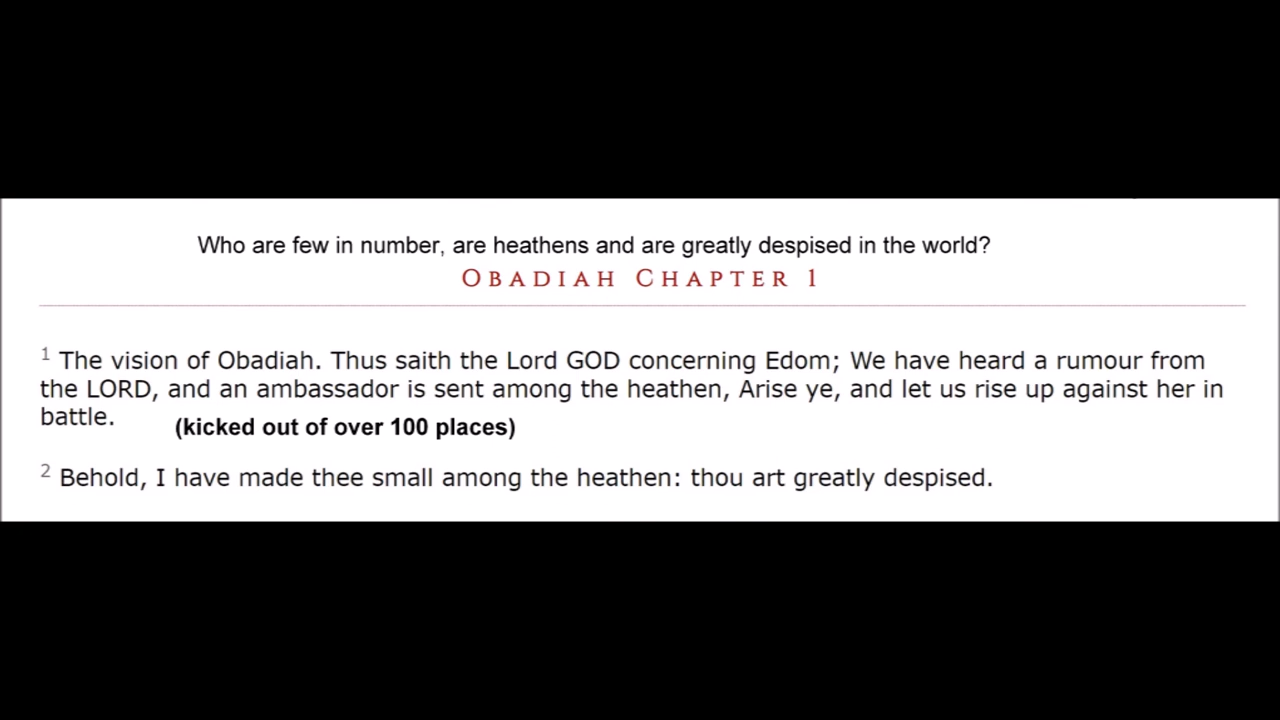 Who are few in number, are heathens and are greatly despised in the world?
OBADIAH CHAPTER 1
1 The vision of Obadiah. Thus saith the Lord GOD concerning Edom; We have heard a rumour from
the LORD, and an ambassador is sent among the heathen, Arise ye, and let us rise up against her in
battle.
(kicked out of over 100 places)
2 Behold, I have made thee small among the heathen: thou art greatly despised.